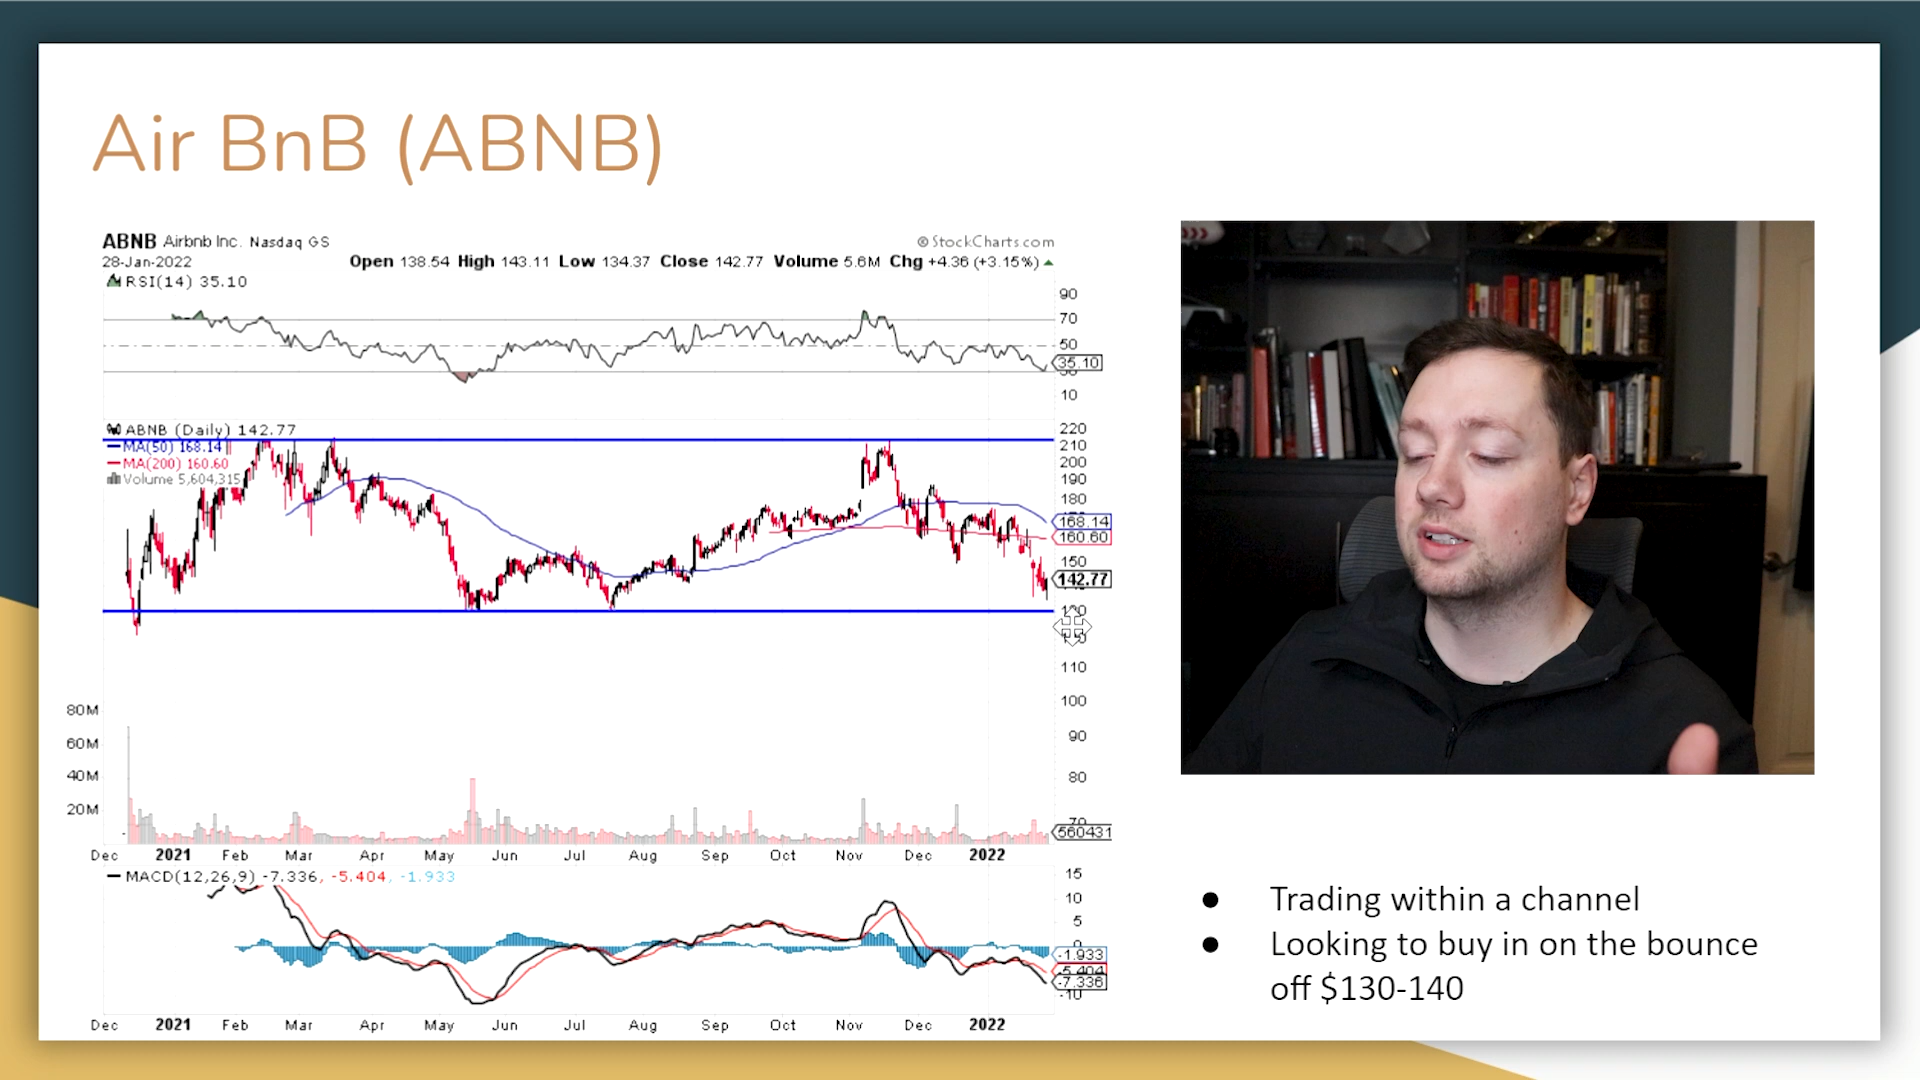 Air BnB (ABNB)
ABNB Airbnb Inc. Nasdaq GS
© StockCharts.com
28-Jan-2022
Open 138.54 High 143.11 Low 134.37 Close 142.77 Volume 5.6M Chg +4.36 (+3.15%)
RSI(14) 35.10
90
70
50
35.10
10
ABNB (Daily) 142.77
MA(50) 168.14
MA(200) 160.60
Volume 5,604,315
220
210
200
190
180
168.14
160.60
150
142.77
130
110
100
90
80
70
560431
80M
60M
40M
20M
Dec 2021 Feb Mar Apr May Jun Jul Aug Sep Oct Nov Dec 2022
MACD(12,26,9) -7.336, -5.404, -1.933
15
10
5
0
-1.933
-5.404
-7.336
-10
Dec 2021 Feb Mar Apr May Jun Jul Aug Sep Oct Nov Dec 2022
● Trading within a channel
● Looking to buy in on the bounce
off $130-140